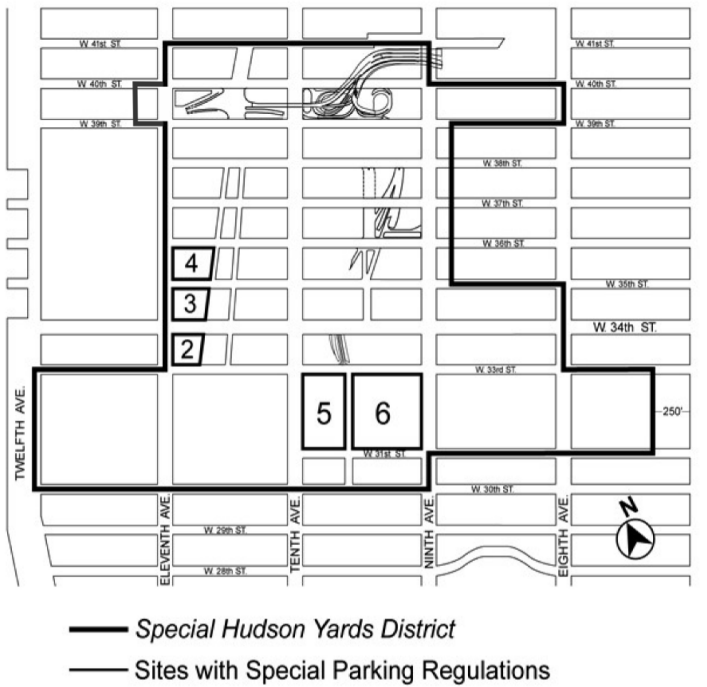 W. 41st ST.
W. 41st ST.
W. 40th ST.
W. 40th ST.
W. 39th ST.
W. 39th ST.
W. 38th ST.
W. 37th ST.
W. 36th ST.
4
W. 35th ST.
3
W. 34th ST.
2
W. 33rd ST.
TWELFTH AVE.
5
6
250'
W. 31st ST.
W. 30th ST.
ELEVENTH AVE.
TENTH AVE.
NINTH AVE.
EIGHTH AVE.
N
W. 29th ST.
W. 28th ST.
Special Hudson Yards District
Sites with Special Parking Regulations